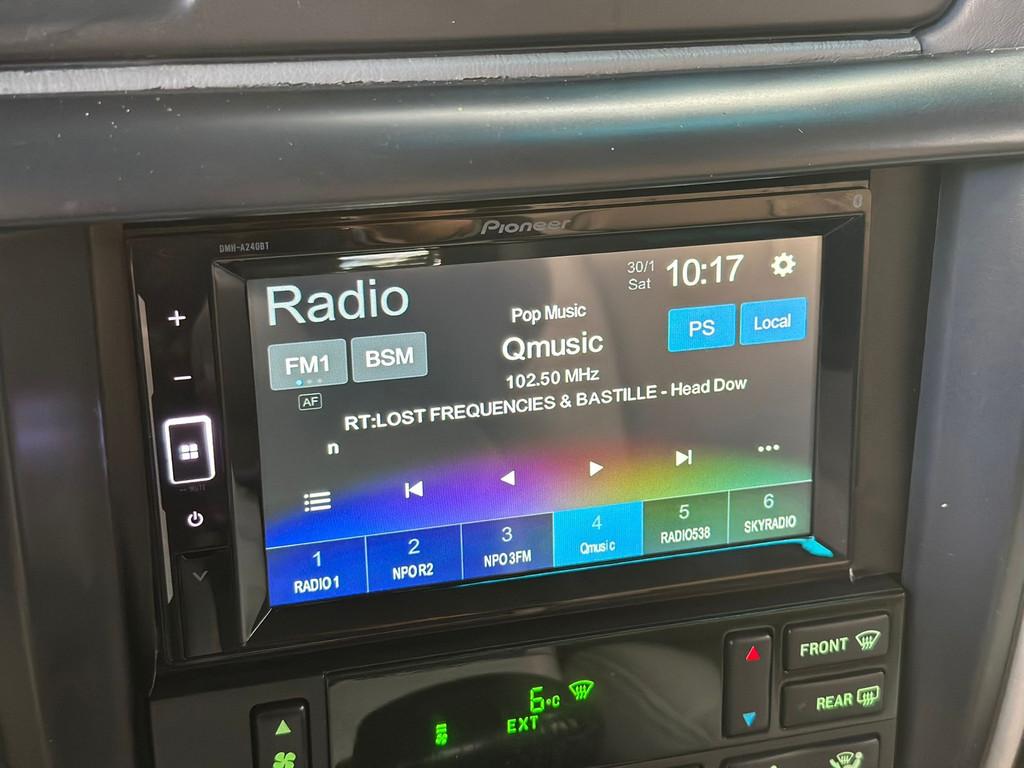 Pioneer
DMH-A240BT
Radio
30/1
Sat
10:17
Pop Music
PS
Local
FM1
BSM
Qmusic
102.50 MHz
AF
RT:LOST FREQUENCIES & BASTILLE - Head Dow
n
1
RADIO 1
2
NPO R2
3
NPO 3FM
4
Qmusic
5
RADIO538
6
SKYRADIO
MUTE
FRONT
REAR
6°C
EXT